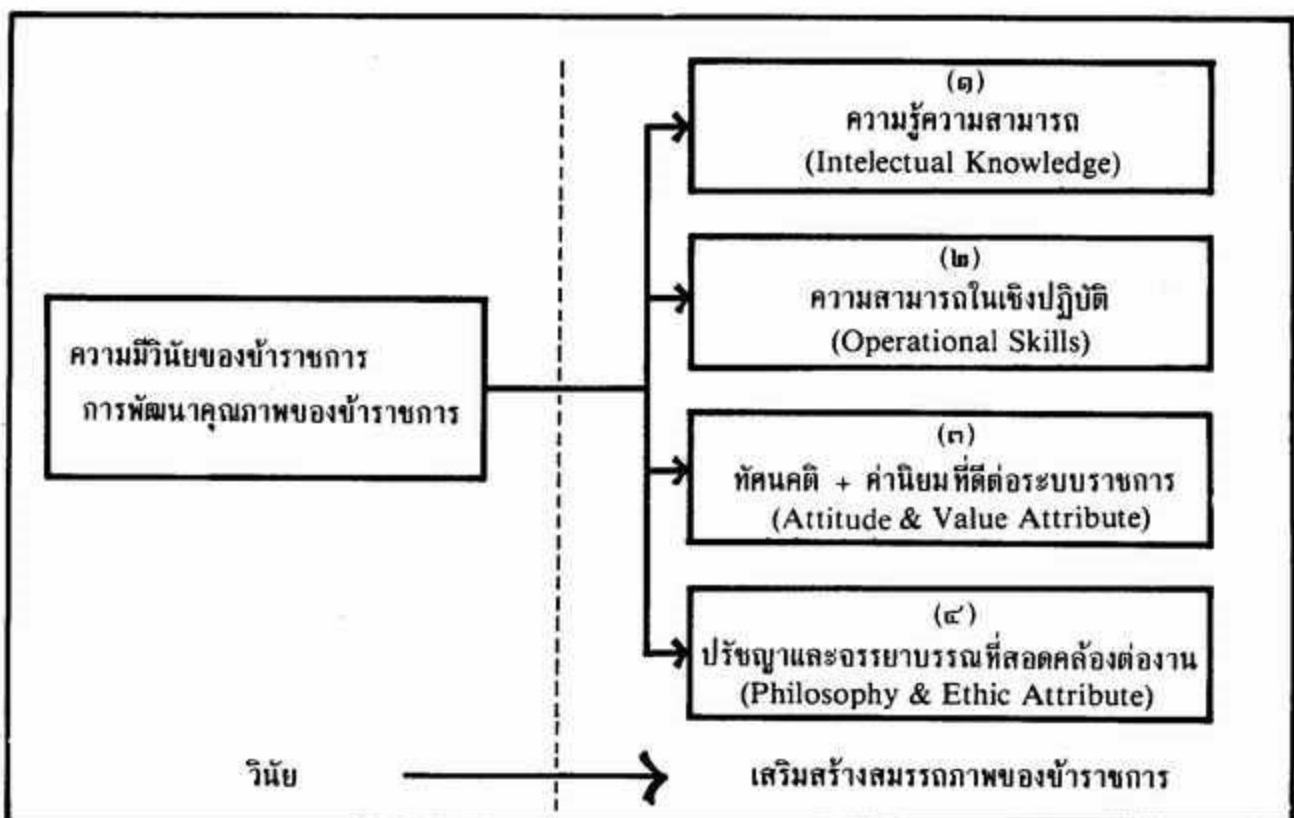 ความมีวินัยของข้าราชการ
การพัฒนาคุณภาพของข้าราชการ
(๑)
ความรู้ความสามารถ
(Intelectual Knowledge)
(๒)
ความสามารถในเชิงปฏิบัติ
(Operational Skills)
(๓)
ทัศนคติ + ค่านิยมที่ดีต่อระบบราชการ
(Attitude & Value Attribute)
(๔)
ปรัชญาและจรรยาบรรณที่สอดคล้องต่องาน
(Philosophy & Ethic Attribute)
วินัย
เสริมสร้างสมรรถภาพของข้าราชการ